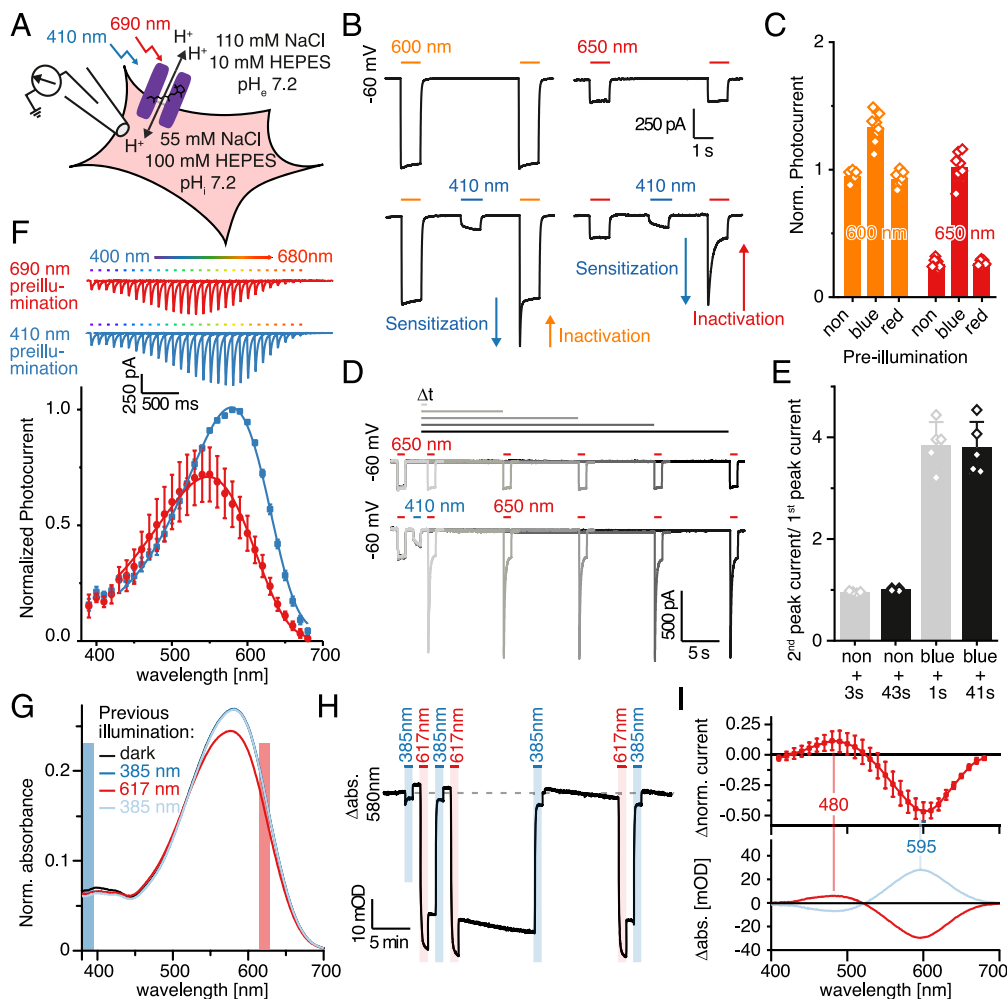 A
690 nm
410 nm
H+
H+
110 mM NaCl
10 mM HEPES
pHe 7.2
H+
55 mM NaCl
100 mM HEPES
pHi 7.2
B
600 nm
650 nm
-60 mV
250 pA
1 s
410 nm
410 nm
Sensitization
Inactivation
Sensitization
Inactivation
C
Norm. Photocurrent
2
1
0
600 nm
650 nm
non
blue
red
non
blue
red
Pre-illumination
F
400 nm
680nm
690 nm
preillumination
410 nm
preillu-
mination
250 pA
500 ms
Normalized Photocurrent
1.0
0.5
0.0
400
500
600
700
wavelength [nm]
D
Δt
-60 mV
650 nm
-60 mV
410 nm
650 nm
500 pA
5 s
E
2nd peak current/ 1st peak current
4
2
0
non
+
3s
non
+
43s
blue
+
1s
blue
+
41s
G
Previous
illumination:
dark
385 nm
617 nm
385 nm
Norm. absorbance
0.2
0.1
0
400
500
600
700
wavelength [nm]
H
385nm
617nm
385nm
617nm
385nm
617nm
385nm
Δabs.
580nm
10 mOD
5 min
I
Δnorm. current
0.25
0.00
-0.25
-0.50
480
595
Δabs. [mOD]
40
20
0
-20
-40
400
500
600
700
wavelength [nm]